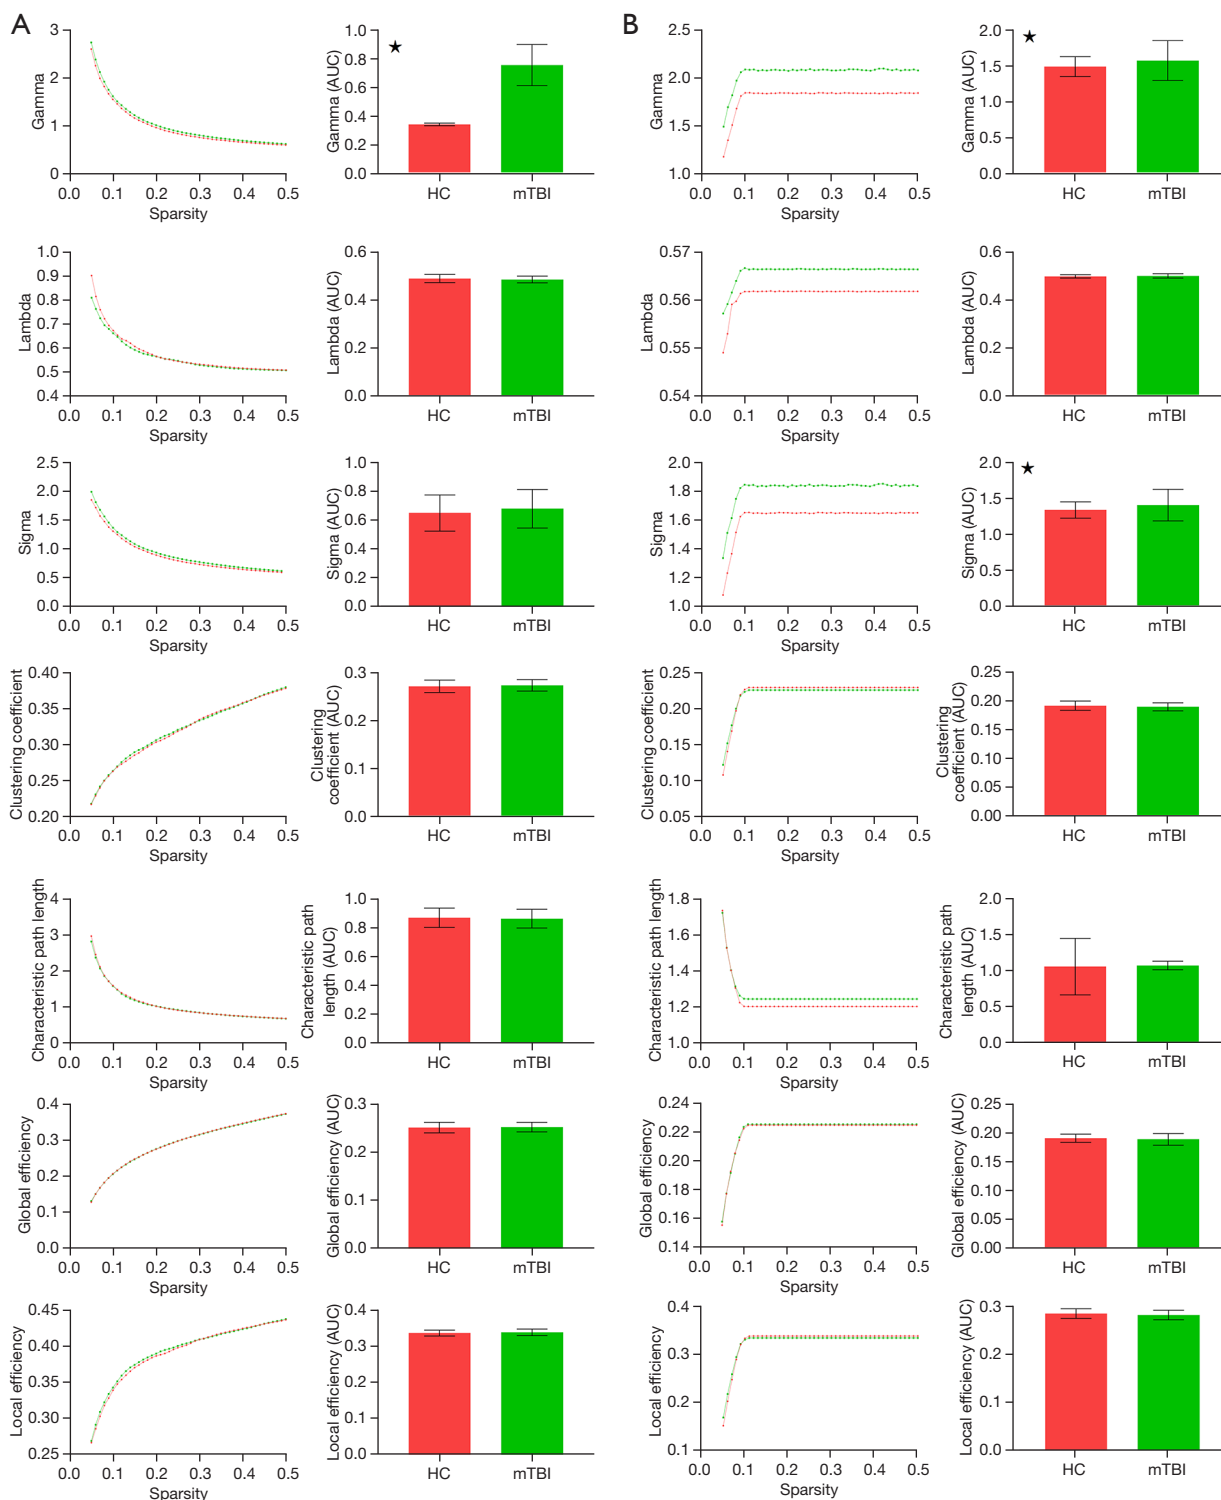 A
B
3
2
1
0
Gamma
0.0 0.1 0.2 0.3 0.4 0.5
Sparsity
1.0
0.8
0.6
0.4
0.2
0.0
Gamma (AUC)
HC mTBI
2.5
2.0
1.5
1.0
Gamma
0.0 0.1 0.2 0.3 0.4 0.5
Sparsity
2.0
1.5
1.0
0.5
0.0
Gamma (AUC)
HC mTBI
1.0
0.9
0.8
0.7
0.6
0.5
0.4
Lambda
0.0 0.1 0.2 0.3 0.4 0.5
Sparsity
0.6
0.4
0.2
0.0
Lambda (AUC)
HC mTBI
0.57
0.56
0.55
0.54
Lambda
0.0 0.1 0.2 0.3 0.4 0.5
Sparsity
0.6
0.4
0.2
0.0
Lambda (AUC)
HC mTBI
2.5
2.0
1.5
1.0
0.5
0.0
Sigma
0.0 0.1 0.2 0.3 0.4 0.5
Sparsity
1.0
0.8
0.6
0.4
0.2
0.0
Sigma (AUC)
HC mTBI
2.0
1.8
1.6
1.4
1.2
1.0
Sigma
0.0 0.1 0.2 0.3 0.4 0.5
Sparsity
2.0
1.5
1.0
0.5
0.0
Sigma (AUC)
HC mTBI
0.40
0.35
0.30
0.25
0.20
Clustering coefficient
0.0 0.1 0.2 0.3 0.4 0.5
Sparsity
0.3
0.2
0.1
0.0
Clustering
coefficient (AUC)
HC mTBI
0.25
0.20
0.15
0.10
0.05
Clustering coefficient
0.0 0.1 0.2 0.3 0.4 0.5
Sparsity
0.25
0.20
0.15
0.10
0.05
0.00
Clustering
coefficient (AUC)
HC mTBI
4
3
2
1
0
Characteristic path length
0.0 0.1 0.2 0.3 0.4 0.5
Sparsity
1.0
0.8
0.6
0.4
0.2
0.0
Characteristic path
length (AUC)
HC mTBI
1.8
1.6
1.4
1.2
1.0
Characteristic path length
0.0 0.1 0.2 0.3 0.4 0.5
Sparsity
2.0
1.5
1.0
0.5
0.0
Characteristic path
length (AUC)
HC mTBI
0.4
0.3
0.2
0.1
0.0
Global efficiency
0.0 0.1 0.2 0.3 0.4 0.5
Sparsity
0.3
0.2
0.1
0.0
Global efficiency (AUC)
HC mTBI
0.24
0.22
0.20
0.18
0.16
0.14
Global efficiency
0.0 0.1 0.2 0.3 0.4 0.5
Sparsity
0.25
0.20
0.15
0.10
0.05
0.00
Global efficiency (AUC)
HC mTBI
0.45
0.40
0.35
0.30
0.25
Local efficiency
0.0 0.1 0.2 0.3 0.4 0.5
Sparsity
0.4
0.3
0.2
0.1
0.0
Local efficiency (AUC)
HC mTBI
0.4
0.3
0.2
0.1
Local efficiency
0.0 0.1 0.2 0.3 0.4 0.5
Sparsity
0.3
0.2
0.1
0.0
Local efficiency (AUC)
HC mTBI